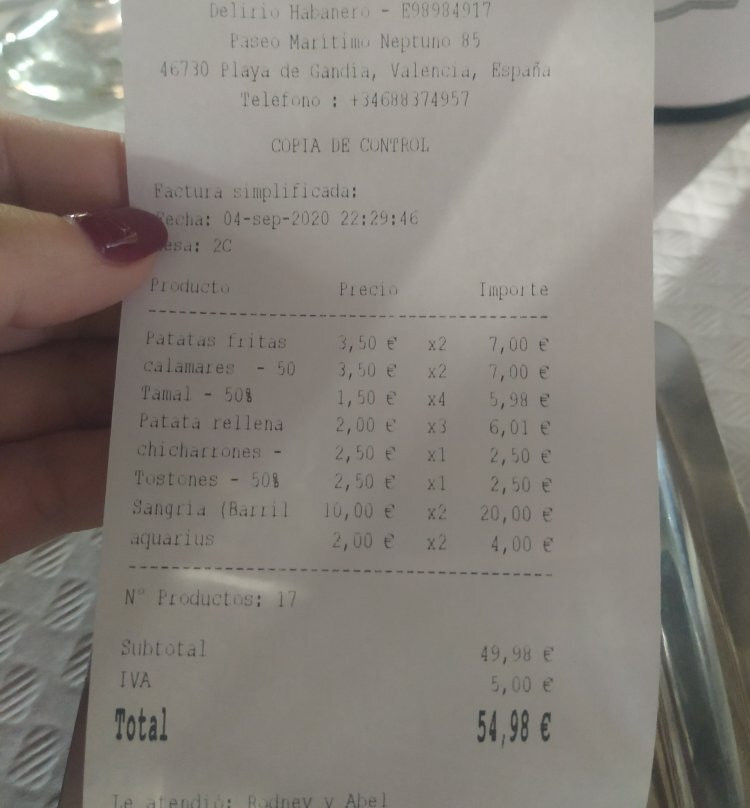 Delirio Habanero - E98984917
Paseo Maritimo Neptuno 85
46730 Playa de Gandia, Valencia, España
Telefono : +34688374957
COPIA DE CONTROL
Factura simplificada:
Fecha: 04-sep-2020 22:29:46
esa: 2C
Producto Precio Importe
Patatas fritas 3,50 € x2 7,00 €
calamares - 50 3,50 € x2 7,00 €
Tamal - 50% 1,50 € x4 5,98 €
Patata rellena 2,00 € x3 6,01 €
chicharrones - 2,50 € x1 2,50 €
Tostones - 50% 2,50 € x1 2,50 €
Sangria (Barril 10,00 € x2 20,00 €
aquarius 2,00 € x2 4,00 €
Nº Productos: 17
Subtotal 49,98 €
IVA 5,00 €
Total 54,98 €
Le atendió: Rodney y Abel